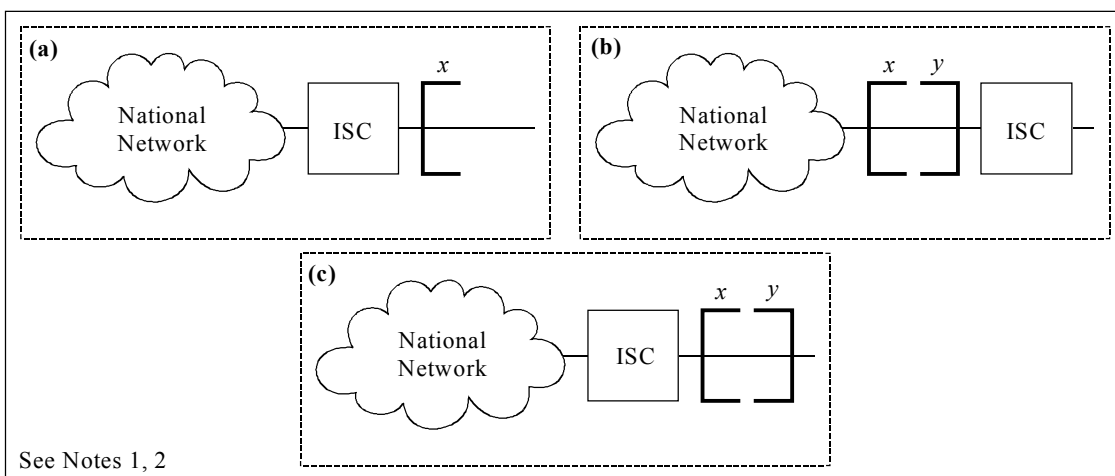 (a)
x
National
Network
ISC
(b)
x y
National
Network
ISC
(c)
x y
National
Network
ISC
See Notes 1, 2